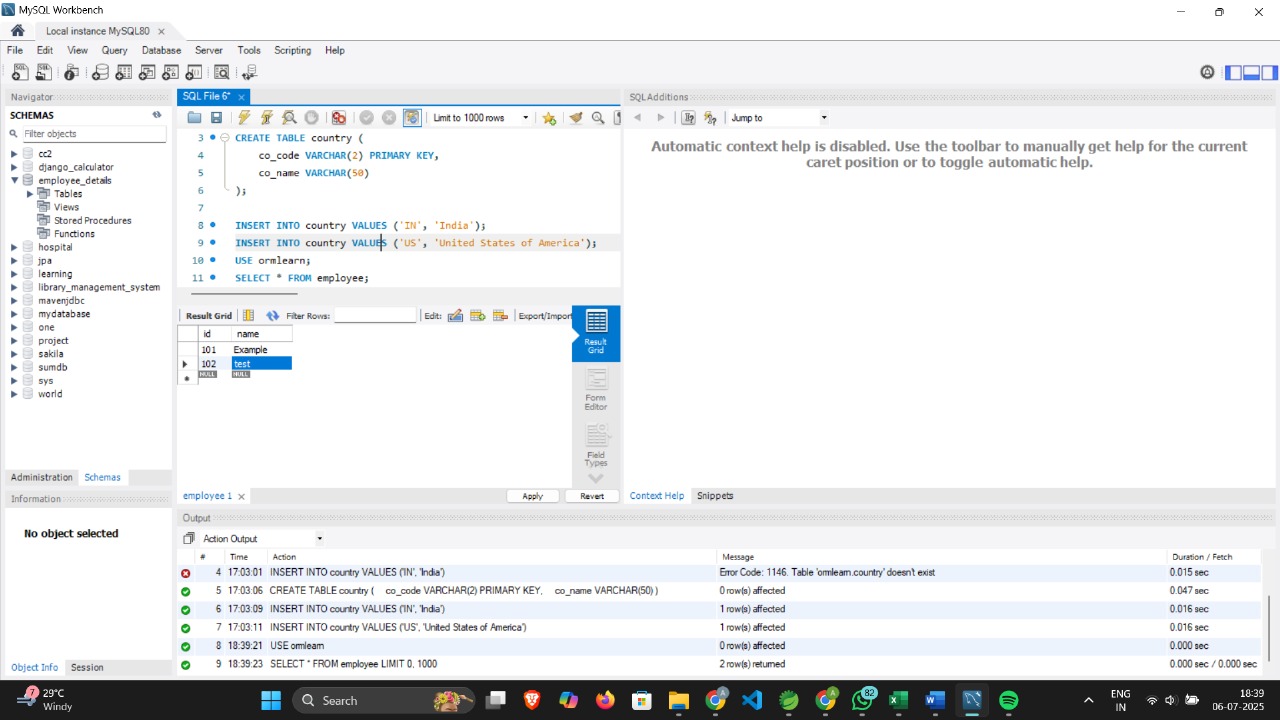 MySQL Workbench
Local instance MySQL80
File Edit View Query Database Server Tools Scripting Help
Navigator
SCHEMAS
Filter objects
cc2
django_calculator
employee_details
Tables
Views
Stored Procedures
Functions
hospital
jpa
learning
library_management_system
mavenjdbc
mydatabase
one
project
sakila
sumdb
sys
world
Administration Schemas
Information
No object selected
Object Info Session
SQL File 6*
Limit to 1000 rows
3 CREATE TABLE country (
4 co_code VARCHAR(2) PRIMARY KEY,
5 co_name VARCHAR(50)
6 );
7
8 INSERT INTO country VALUES ('IN', 'India');
9 INSERT INTO country VALUES ('US', 'United States of America');
10 USE ormlearn;
11 SELECT * FROM employee;
Result Grid Filter Rows: Edit: Export/Import
id name
101 Example
102 test
NULL NULL
Result Grid
Form Editor
Field Types
employee 1 Apply Revert
SQLAdditions
Jump to
Automatic context help is disabled. Use the toolbar to manually get help for the current
caret position or to toggle automatic help.
Context Help Snippets
Output
Action Output
# Time Action Message Duration / Fetch
4 17:03:01 INSERT INTO country VALUES ('IN', 'India') Error Code: 1146. Table 'ormlearn.country' doesn't exist 0.015 sec
5 17:03:06 CREATE TABLE country ( co_code VARCHAR(2) PRIMARY KEY, co_name VARCHAR(50) ) 0 row(s) affected 0.047 sec
6 17:03:09 INSERT INTO country VALUES ('IN', 'India') 1 row(s) affected 0.016 sec
7 17:03:11 INSERT INTO country VALUES ('US', 'United States of America') 1 row(s) affected 0.016 sec
8 18:39:21 USE ormlearn 0 row(s) affected 0.000 sec
9 18:39:23 SELECT * FROM employee LIMIT 0, 1000 2 row(s) returned 0.000 sec / 0.000 sec
7 29°C
Windy
Search
82
ENG
IN
18:39
06-07-2025